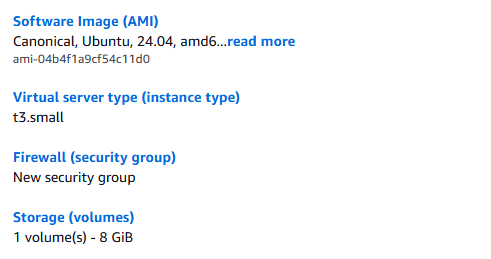 Software Image (AMI)
Canonical, Ubuntu, 24.04, amd6...read more
ami-04b4f1a9cf54c11d0
Virtual server type (instance type)
t3.small
Firewall (security group)
New security group
Storage (volumes)
1 volume(s) - 8 GiB